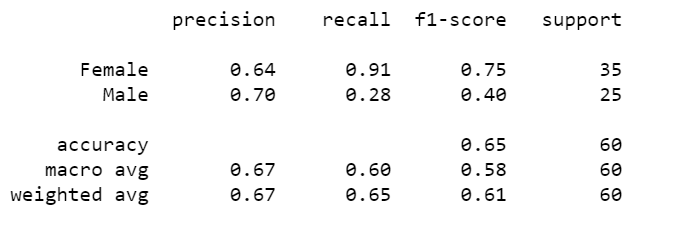 precision recall f1-score support
Female 0.64 0.91 0.75 35
Male 0.70 0.28 0.40 25
accuracy 0.65 60
macro avg 0.67 0.60 0.58 60
weighted avg 0.67 0.65 0.61 60